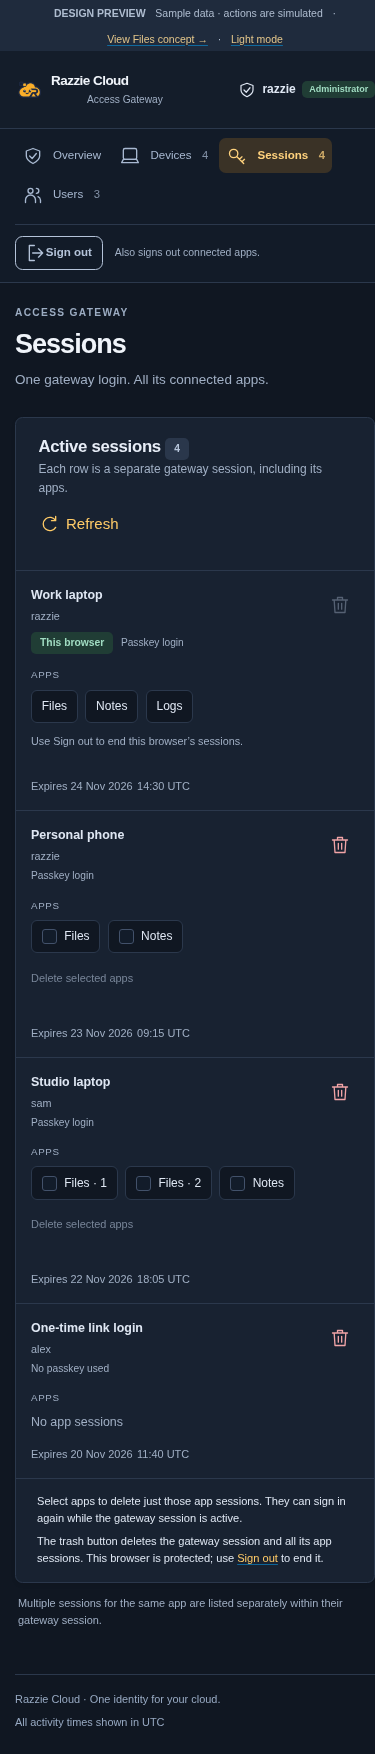 DESIGN PREVIEW Sample data · actions are simulated ·
View Files concept → · Light mode
Razzie Cloud
Access Gateway
razzie Administrator
Overview Devices 4 Sessions 4
Users 3
Sign out Also signs out connected apps.
ACCESS GATEWAY
Sessions
One gateway login. All its connected apps.
Active sessions 4
Each row is a separate gateway session, including its
apps.
Refresh
Work laptop
razzie
This browser Passkey login
APPS
Files Notes Logs
Use Sign out to end this browser’s sessions.
Expires 24 Nov 2026 14:30 UTC
Personal phone
razzie
Passkey login
APPS
Files Notes
Delete selected apps
Expires 23 Nov 2026 09:15 UTC
Studio laptop
sam
Passkey login
APPS
Files · 1 Files · 2 Notes
Delete selected apps
Expires 22 Nov 2026 18:05 UTC
One-time link login
alex
No passkey used
APPS
No app sessions
Expires 20 Nov 2026 11:40 UTC
Select apps to delete just those app sessions. They can sign in
again while the gateway session is active.
The trash button deletes the gateway session and all its app
sessions. This browser is protected; use Sign out to end it.
Multiple sessions for the same app are listed separately within their
gateway session.
Razzie Cloud · One identity for your cloud.
All activity times shown in UTC